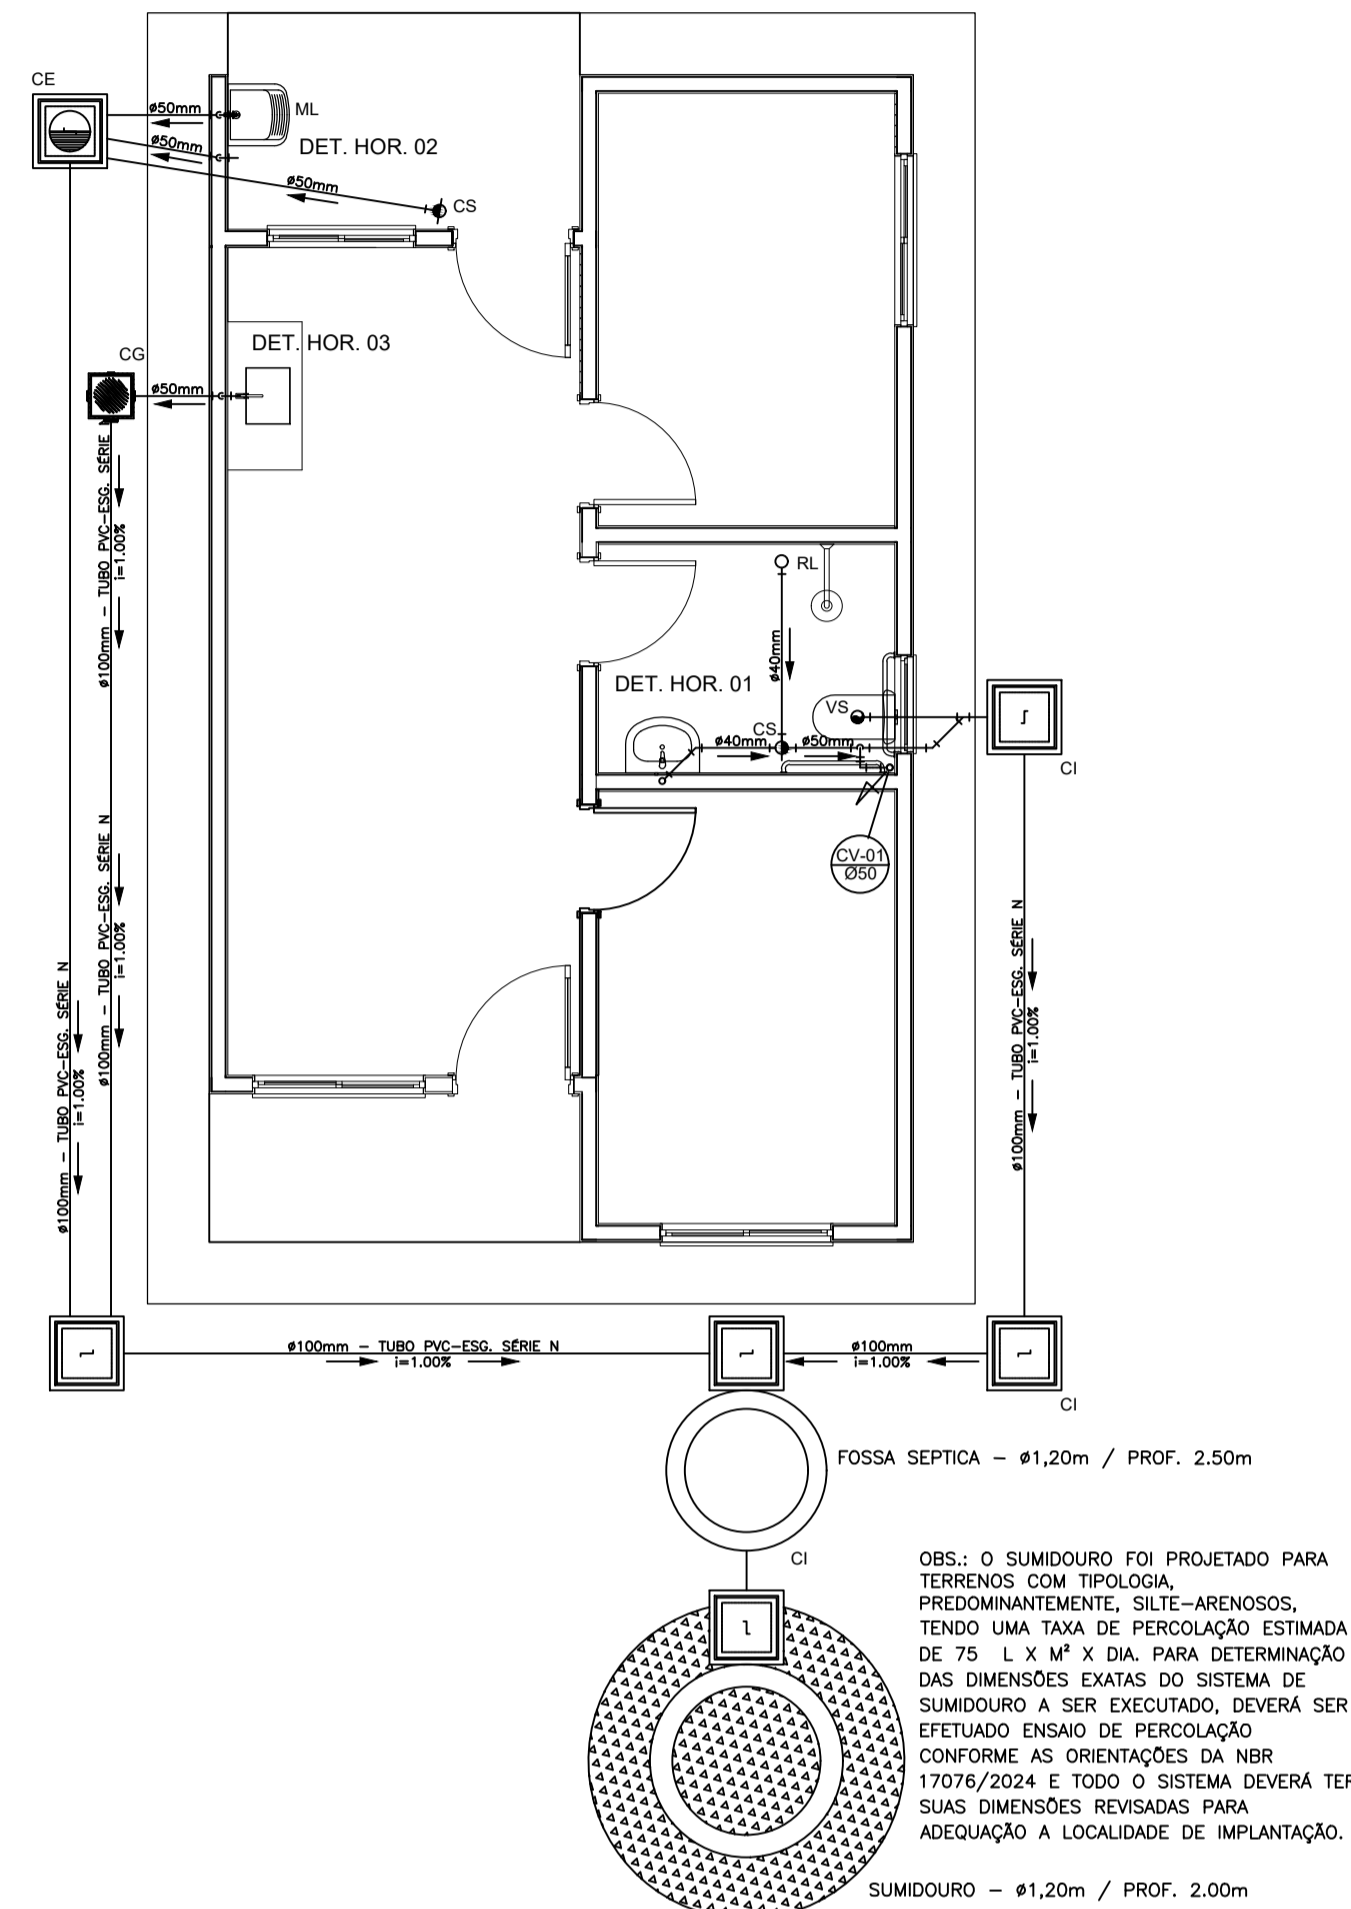 CE
ø50mm
ML
ø50mm
DET. HOR. 02
ø50mm
CS
DET. HOR. 03
CG
ø50mm
ø100mm – TUBO PVC–ESG. SÉRIE
i=1.00%
RL
ø40mm
DET. HOR. 01
VS
CS
ø40mm
ø50mm
CI
CV-01
Ø50
ø100mm – TUBO PVC–ESG. SÉRIE N
i=1.00%
ø100mm – TUBO PVC–ESG. SÉRIE N
i=1.00%
ø100mm – TUBO PVC–ESG. SÉRIE N
i=1.00%
ø100mm – TUBO PVC–ESG. SÉRIE N
i=1.00%
ø100mm
i=1.00%
CI
FOSSA SEPTICA – ø1,20m / PROF. 2.50m
CI
OBS.: O SUMIDOURO FOI PROJETADO PARA
TERRENOS COM TIPOLOGIA,
PREDOMINANTEMENTE, SILTE–ARENOSOS,
TENDO UMA TAXA DE PERCOLAÇÃO ESTIMADA
DE 75 L X M² X DIA. PARA DETERMINAÇÃO
DAS DIMENSÕES EXATAS DO SISTEMA DE
SUMIDOURO A SER EXECUTADO, DEVERÁ SER
EFETUADO ENSAIO DE PERCOLAÇÃO
CONFORME AS ORIENTAÇÕES DA NBR
17076/2024 E TODO O SISTEMA DEVERÁ TER
SUAS DIMENSÕES REVISADAS PARA
ADEQUAÇÃO A LOCALIDADE DE IMPLANTAÇÃO.
SUMIDOURO – ø1,20m / PROF. 2.00m